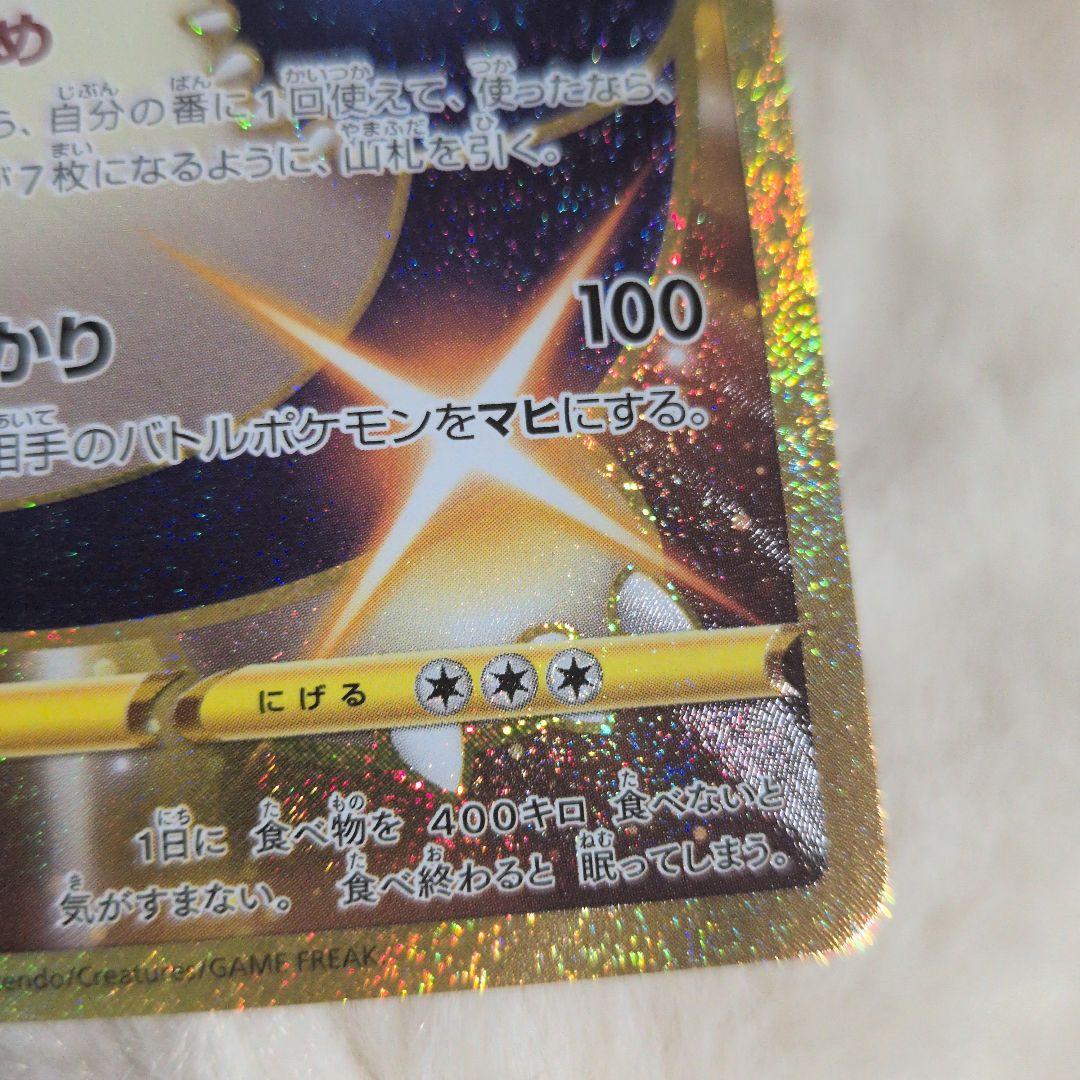 め
ら、自分の番に1回使えて、使ったなら、
が7枚になるように、山札を引く。
かり 100
相手のバトルポケモンをマヒにする。
にげる
1日に 食べ物を 400キロ 食べないと
気がすまない。 食べ終わると 眠ってしまう。
endo/Creatures/GAME FREAK